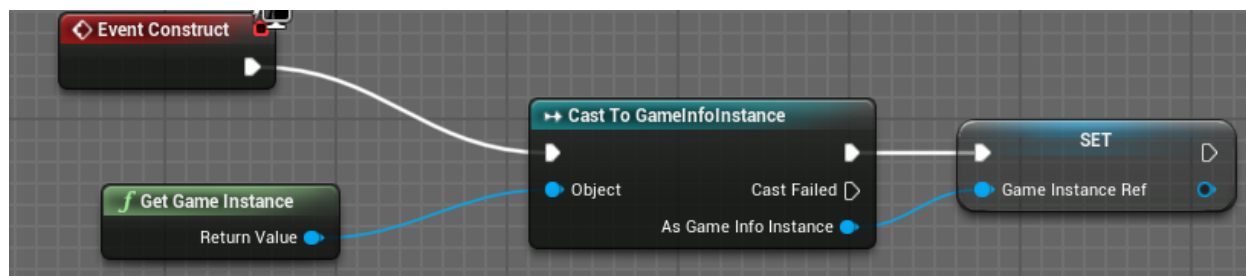 Event Construct
Cast To GameInfoInstance
SET
Object
Cast Failed
Game Instance Ref
Get Game Instance
As Game Info Instance
Return Value